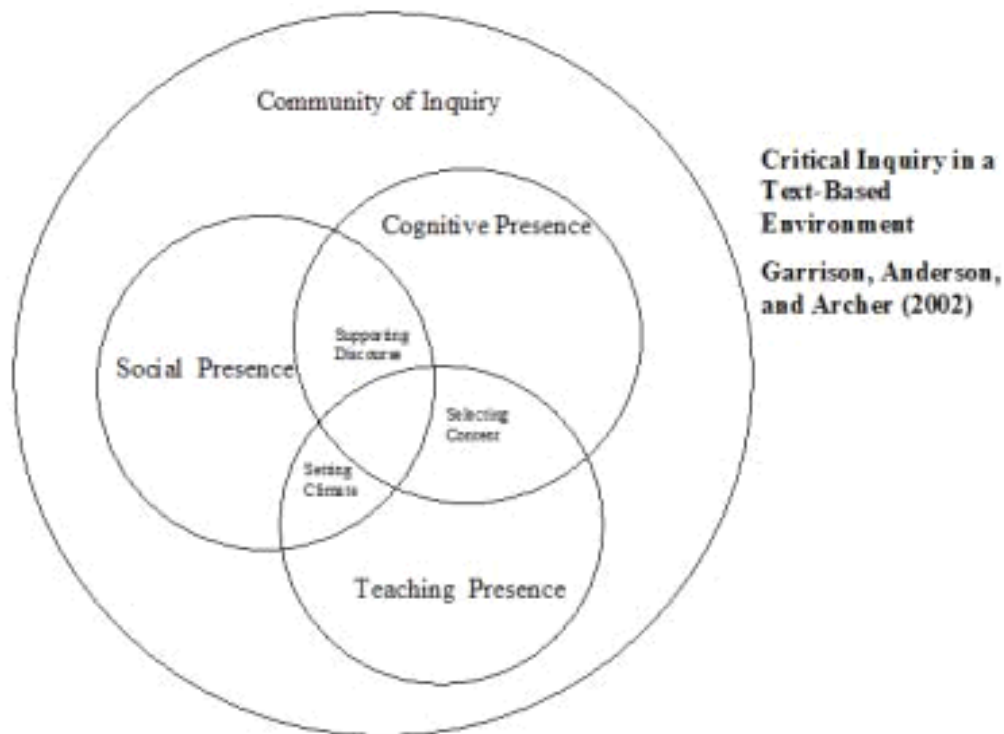 Community of Inquiry
Critical Inquiry in a
Text-Based
Environment
Garrison, Anderson,
and Archer (2002)
Cognitive Presence
Supporting
Discourse
Social Presence
Selecting
Setting
Climate
Teaching Presence